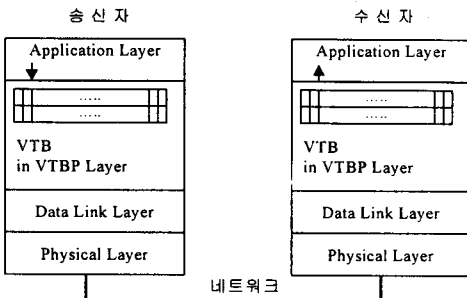 송 신 자
Application Layer
.....
.....
VTB
in VTBP Layer
Data Link Layer
Physical Layer
수 신 자
Application Layer
.....
.....
VTB
in VTBP Layer
Data Link Layer
Physical Layer
네트워크